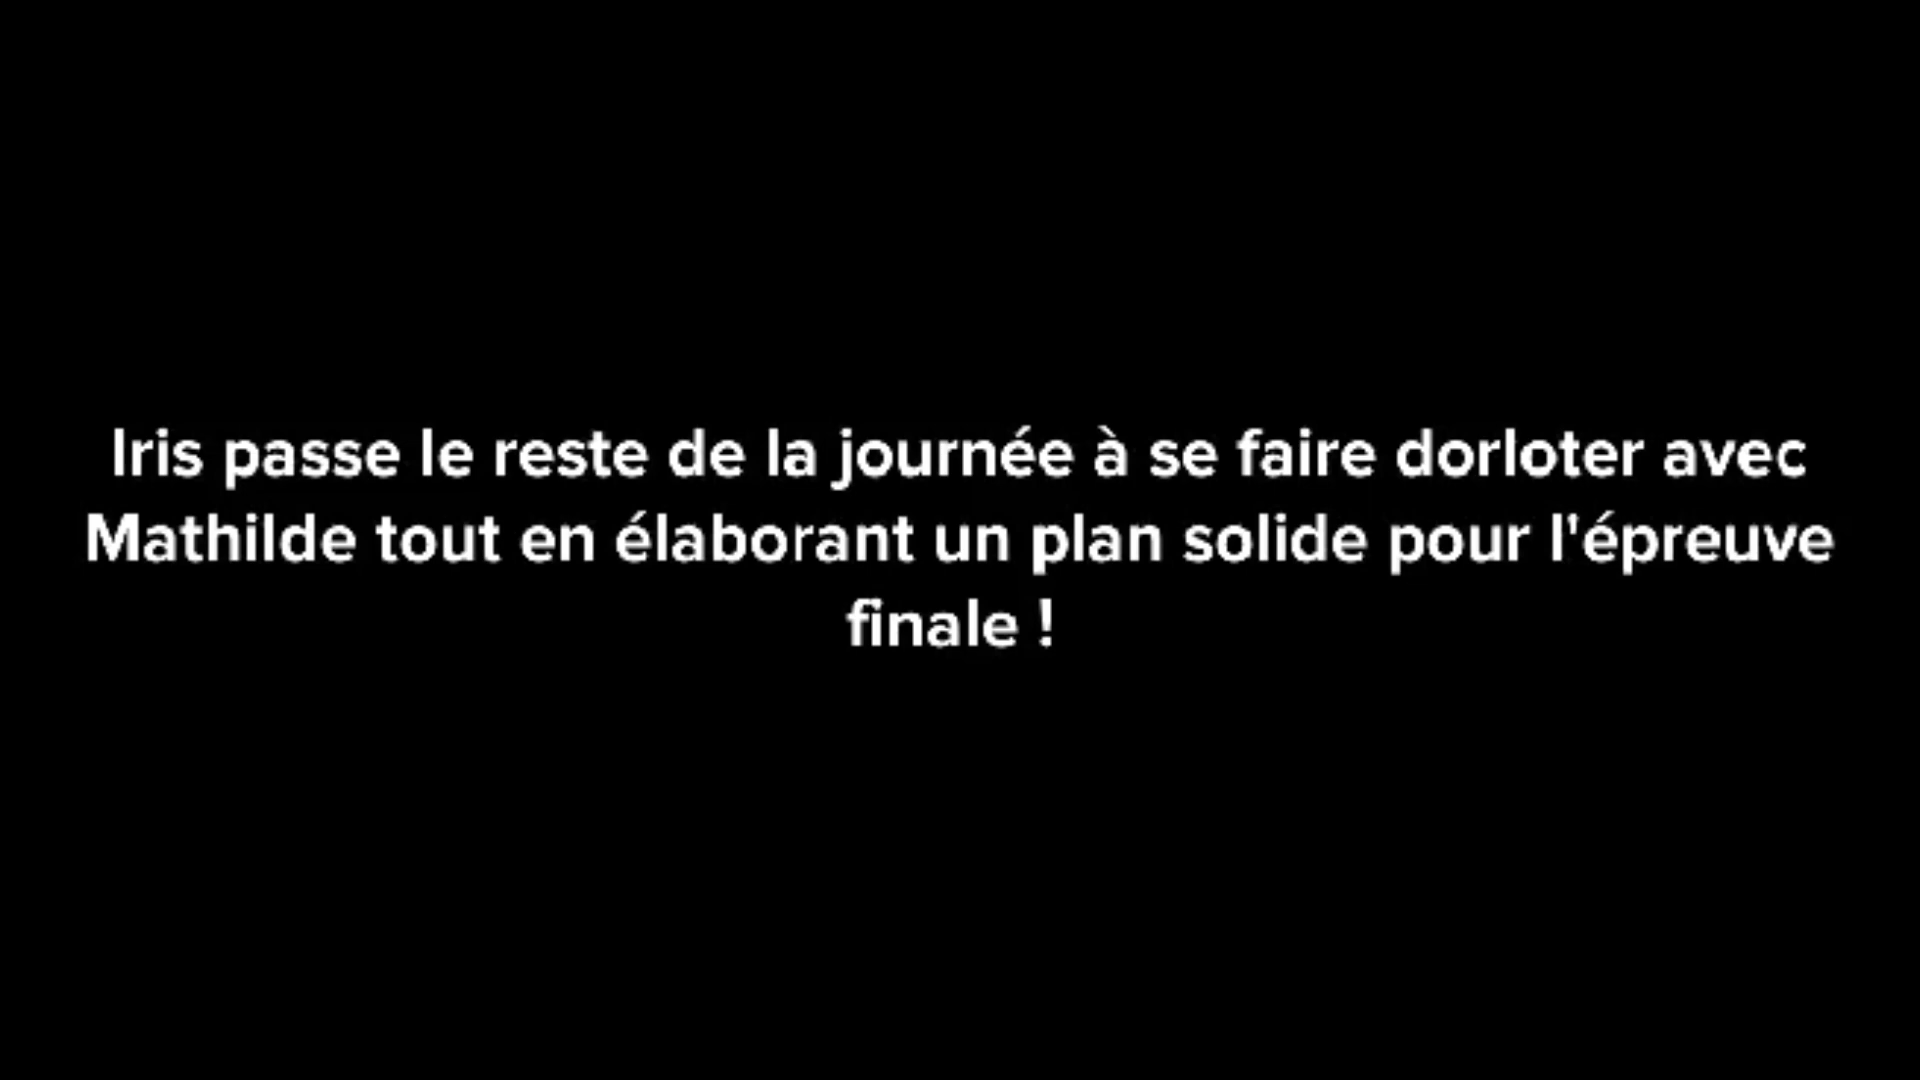 Iris passe le reste de la journée à se faire dorloter avec
Mathilde tout en élaborant un plan solide pour l'épreuve
finale !